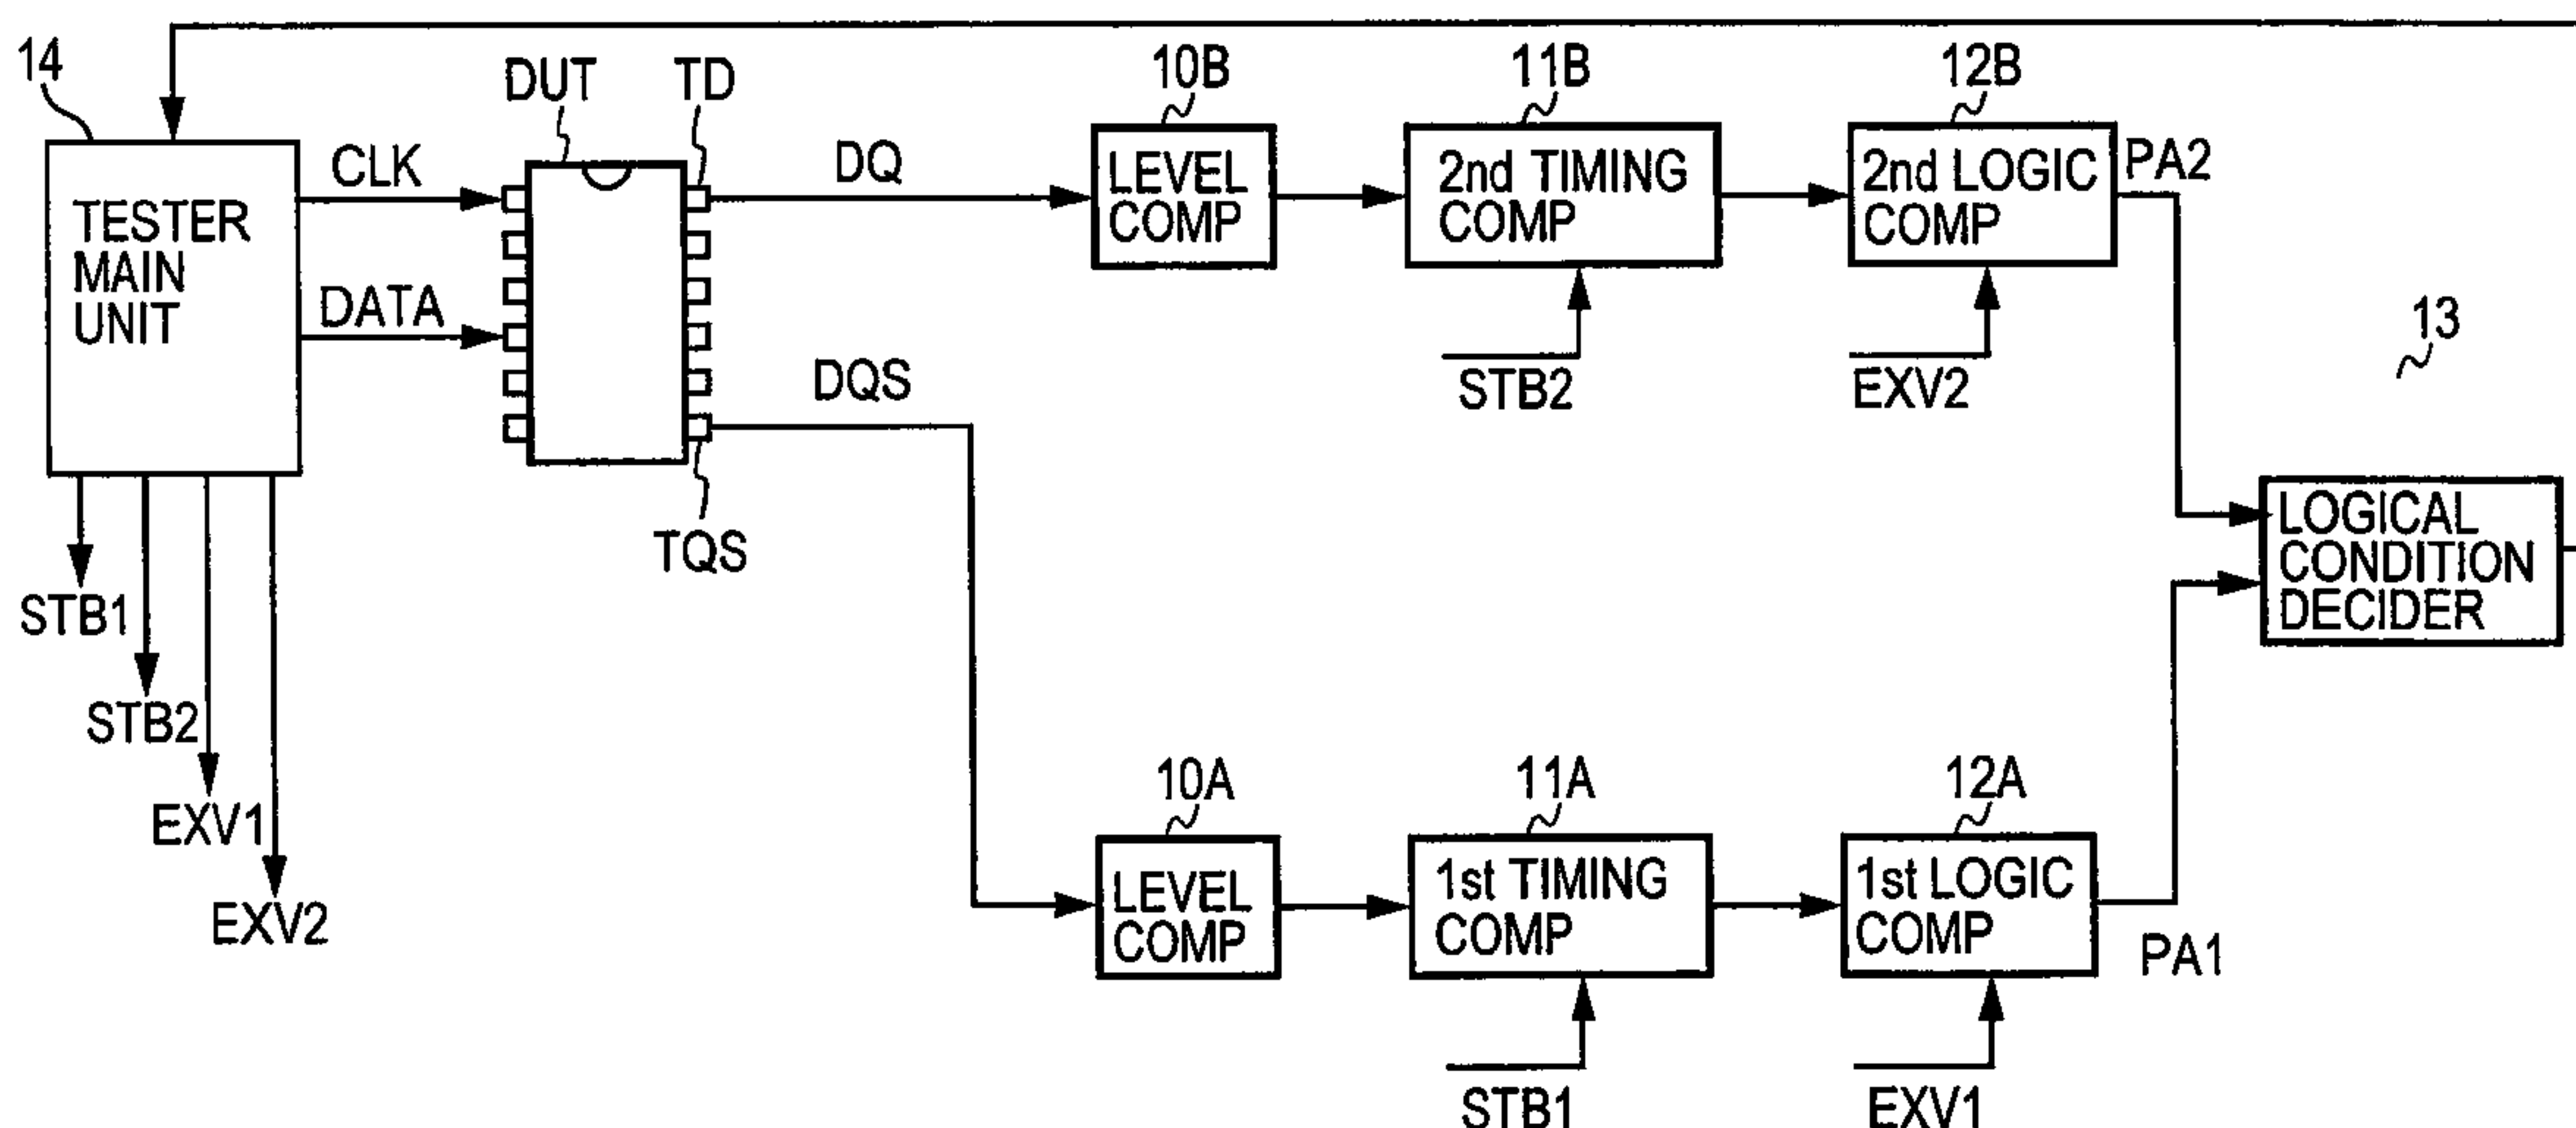 14
DUT
TD
10B
11B
12B
CLK
DQ
PA2
TESTER
MAIN
UNIT
LEVEL
COMP
2nd TIMING
COMP
2nd LOGIC
COMP
DATA
DQS
STB2
EXV2
13
TQS
LOGICAL
CONDITION
DECIDER
STB1
STB2
EXV1
EXV2
10A
11A
12A
LEVEL
COMP
1st TIMING
COMP
1st LOGIC
COMP
PA1
STB1
EXV1